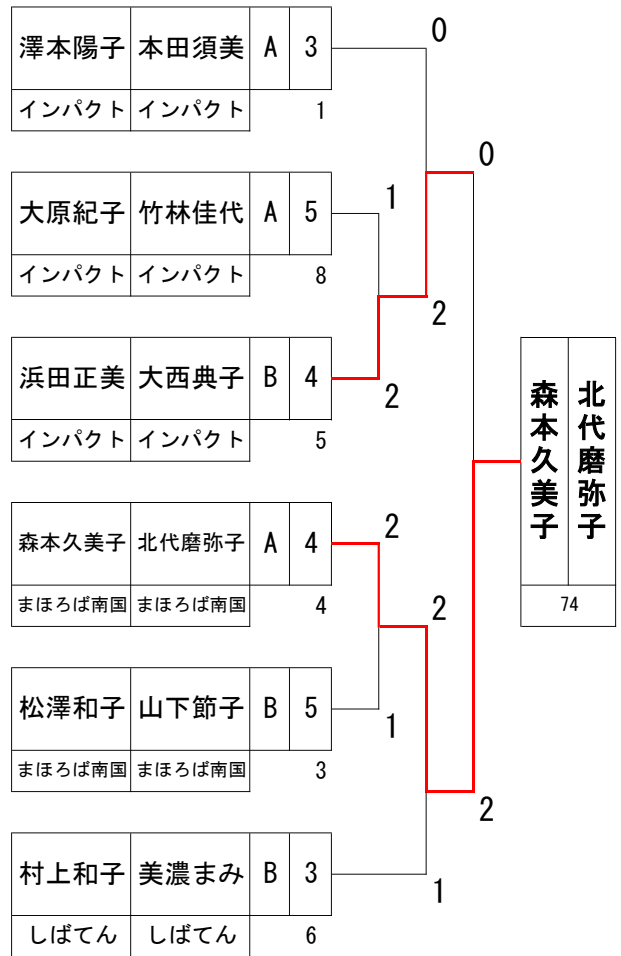 澤本陽子 本田須美 A 3
インパクト インパクト 1
0
0
大原紀子 竹林佳代 A 5
インパクト インパクト 8
1
2
浜田正美 大西典子 B 4
インパクト インパクト 5
2
森本久美子 北代磨弥子 A 4
まほろば南国 まほろば南国 4
2
2
松澤和子 山下節子 B 5
まほろば南国 まほろば南国 3
1
2
村上和子 美濃まみ B 3
しばてん しばてん 6
1
北代磨弥子
森本久美子
74